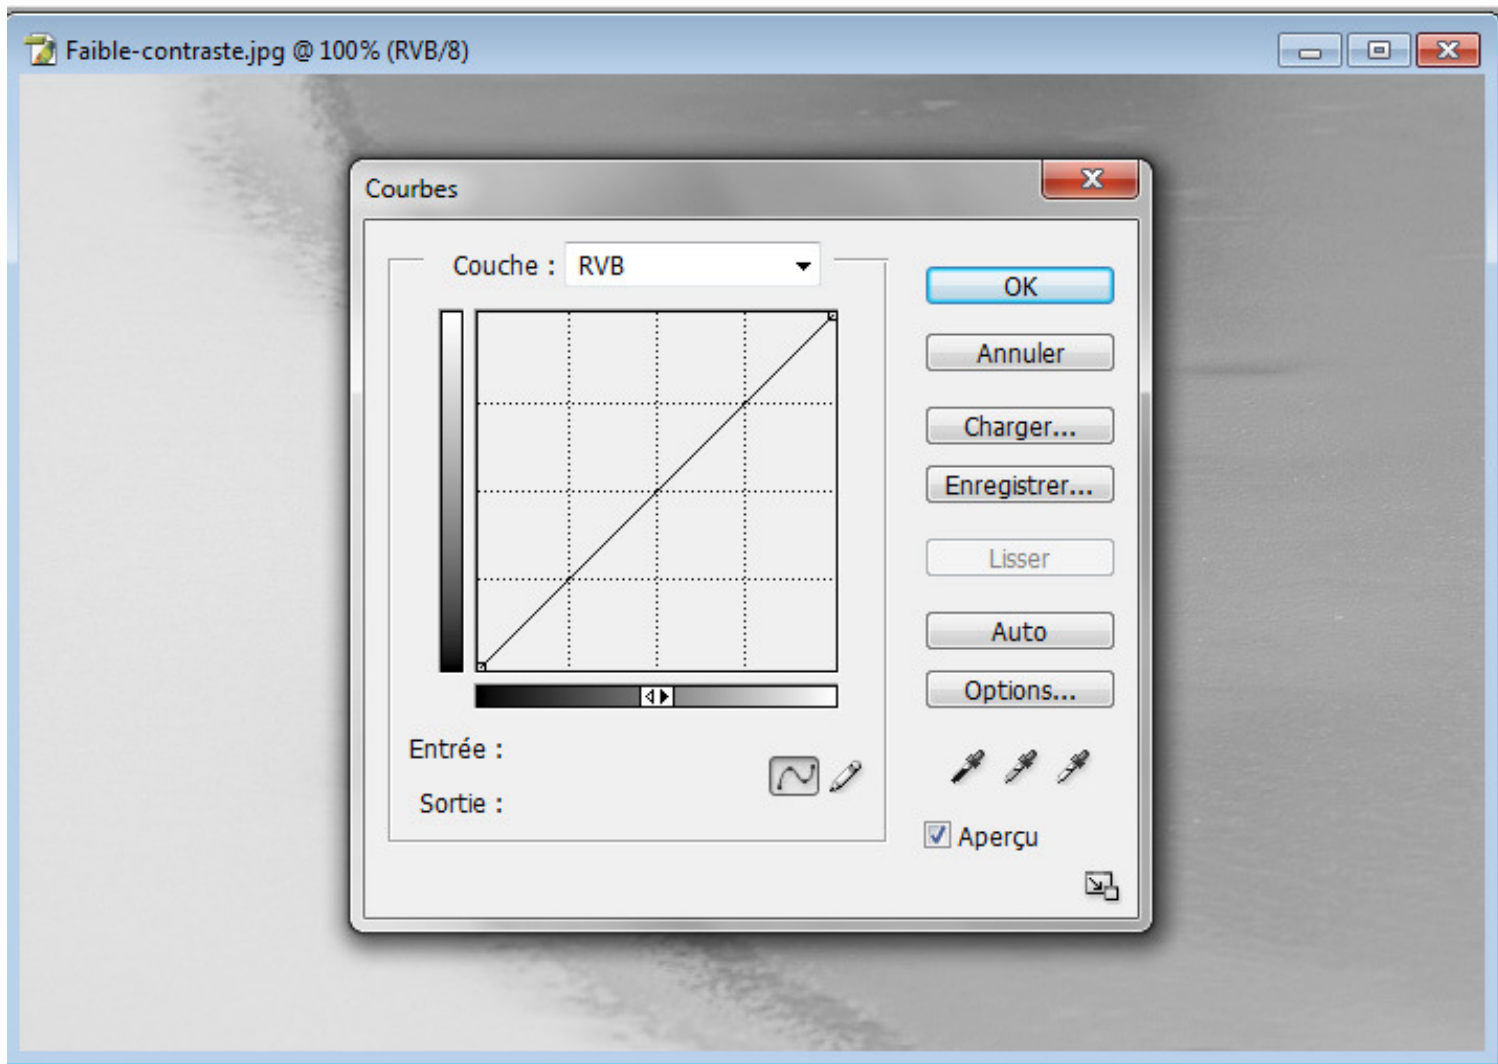 Faible-contraste.jpg @ 100% (RVB/8)
Courbes
Couche : RVB
OK
Annuler
Charger...
Enregistrer...
Lisser
Auto
Options...
Entrée :
Sortie :
Aperçu